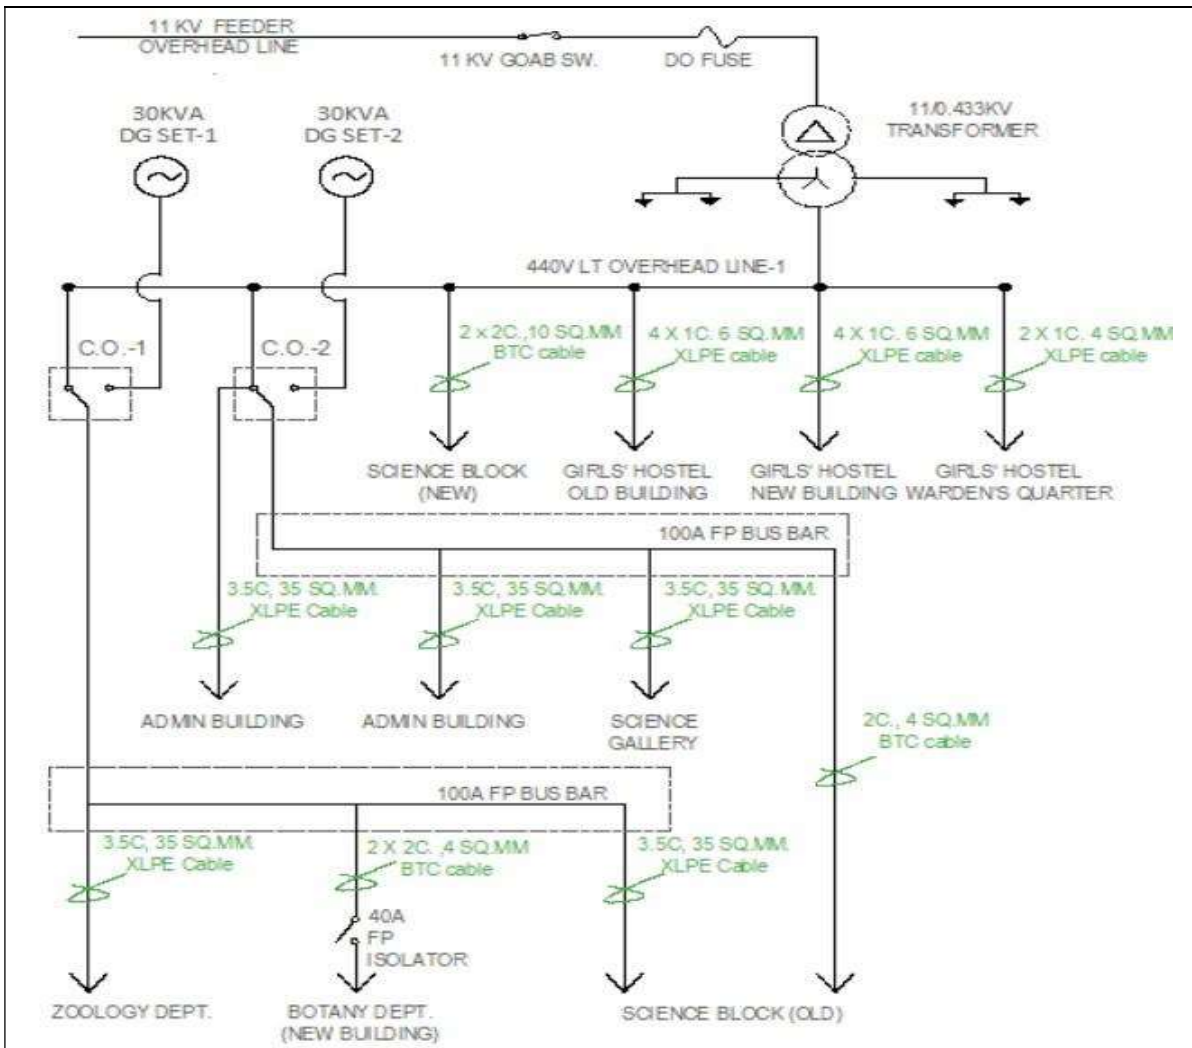 11 KV FEEDER
OVERHEAD LINE
11 KV GOAB SW.
DO FUSE
30KVA
DG SET-1
30KVA
DG SET-2
11/0.433KV
TRANSFORMER
440V LT OVERHEAD LINE-1
C.O.-1
C.O.-2
2 x 2C.,10 SQ.MM
BTC cable
4 X 1C. 6 SQ.MM
XLPE cable
4 X 1C. 6 SQ.MM
XLPE cable
2 X 1C. 4 SQ.MM
XLPE cable
SCIENCE BLOCK
(NEW)
GIRLS' HOSTEL
OLD BUILDING
GIRLS' HOSTEL
NEW BUILDING
GIRLS' HOSTEL
WARDEN'S QUARTER
100A FP BUS BAR
3.5C, 35 SQ.MM.
XLPE Cable
3.5C, 35 SQ.MM.
XLPE Cable
3.5C, 35 SQ.MM.
XLPE Cable
ADMIN BUILDING
ADMIN BUILDING
SCIENCE
GALLERY
2C., 4 SQ.MM
BTC cable
100A FP BUS BAR
3.5C, 35 SQ.MM.
XLPE Cable
2 X 2C. ,4 SQ.MM
BTC cable
3.5C, 35 SQ.MM.
XLPE Cable
40A
FP
ISOLATOR
ZOOLOGY DEPT.
BOTANY DEPT.
(NEW BUILDING)
SCIENCE BLOCK (OLD)